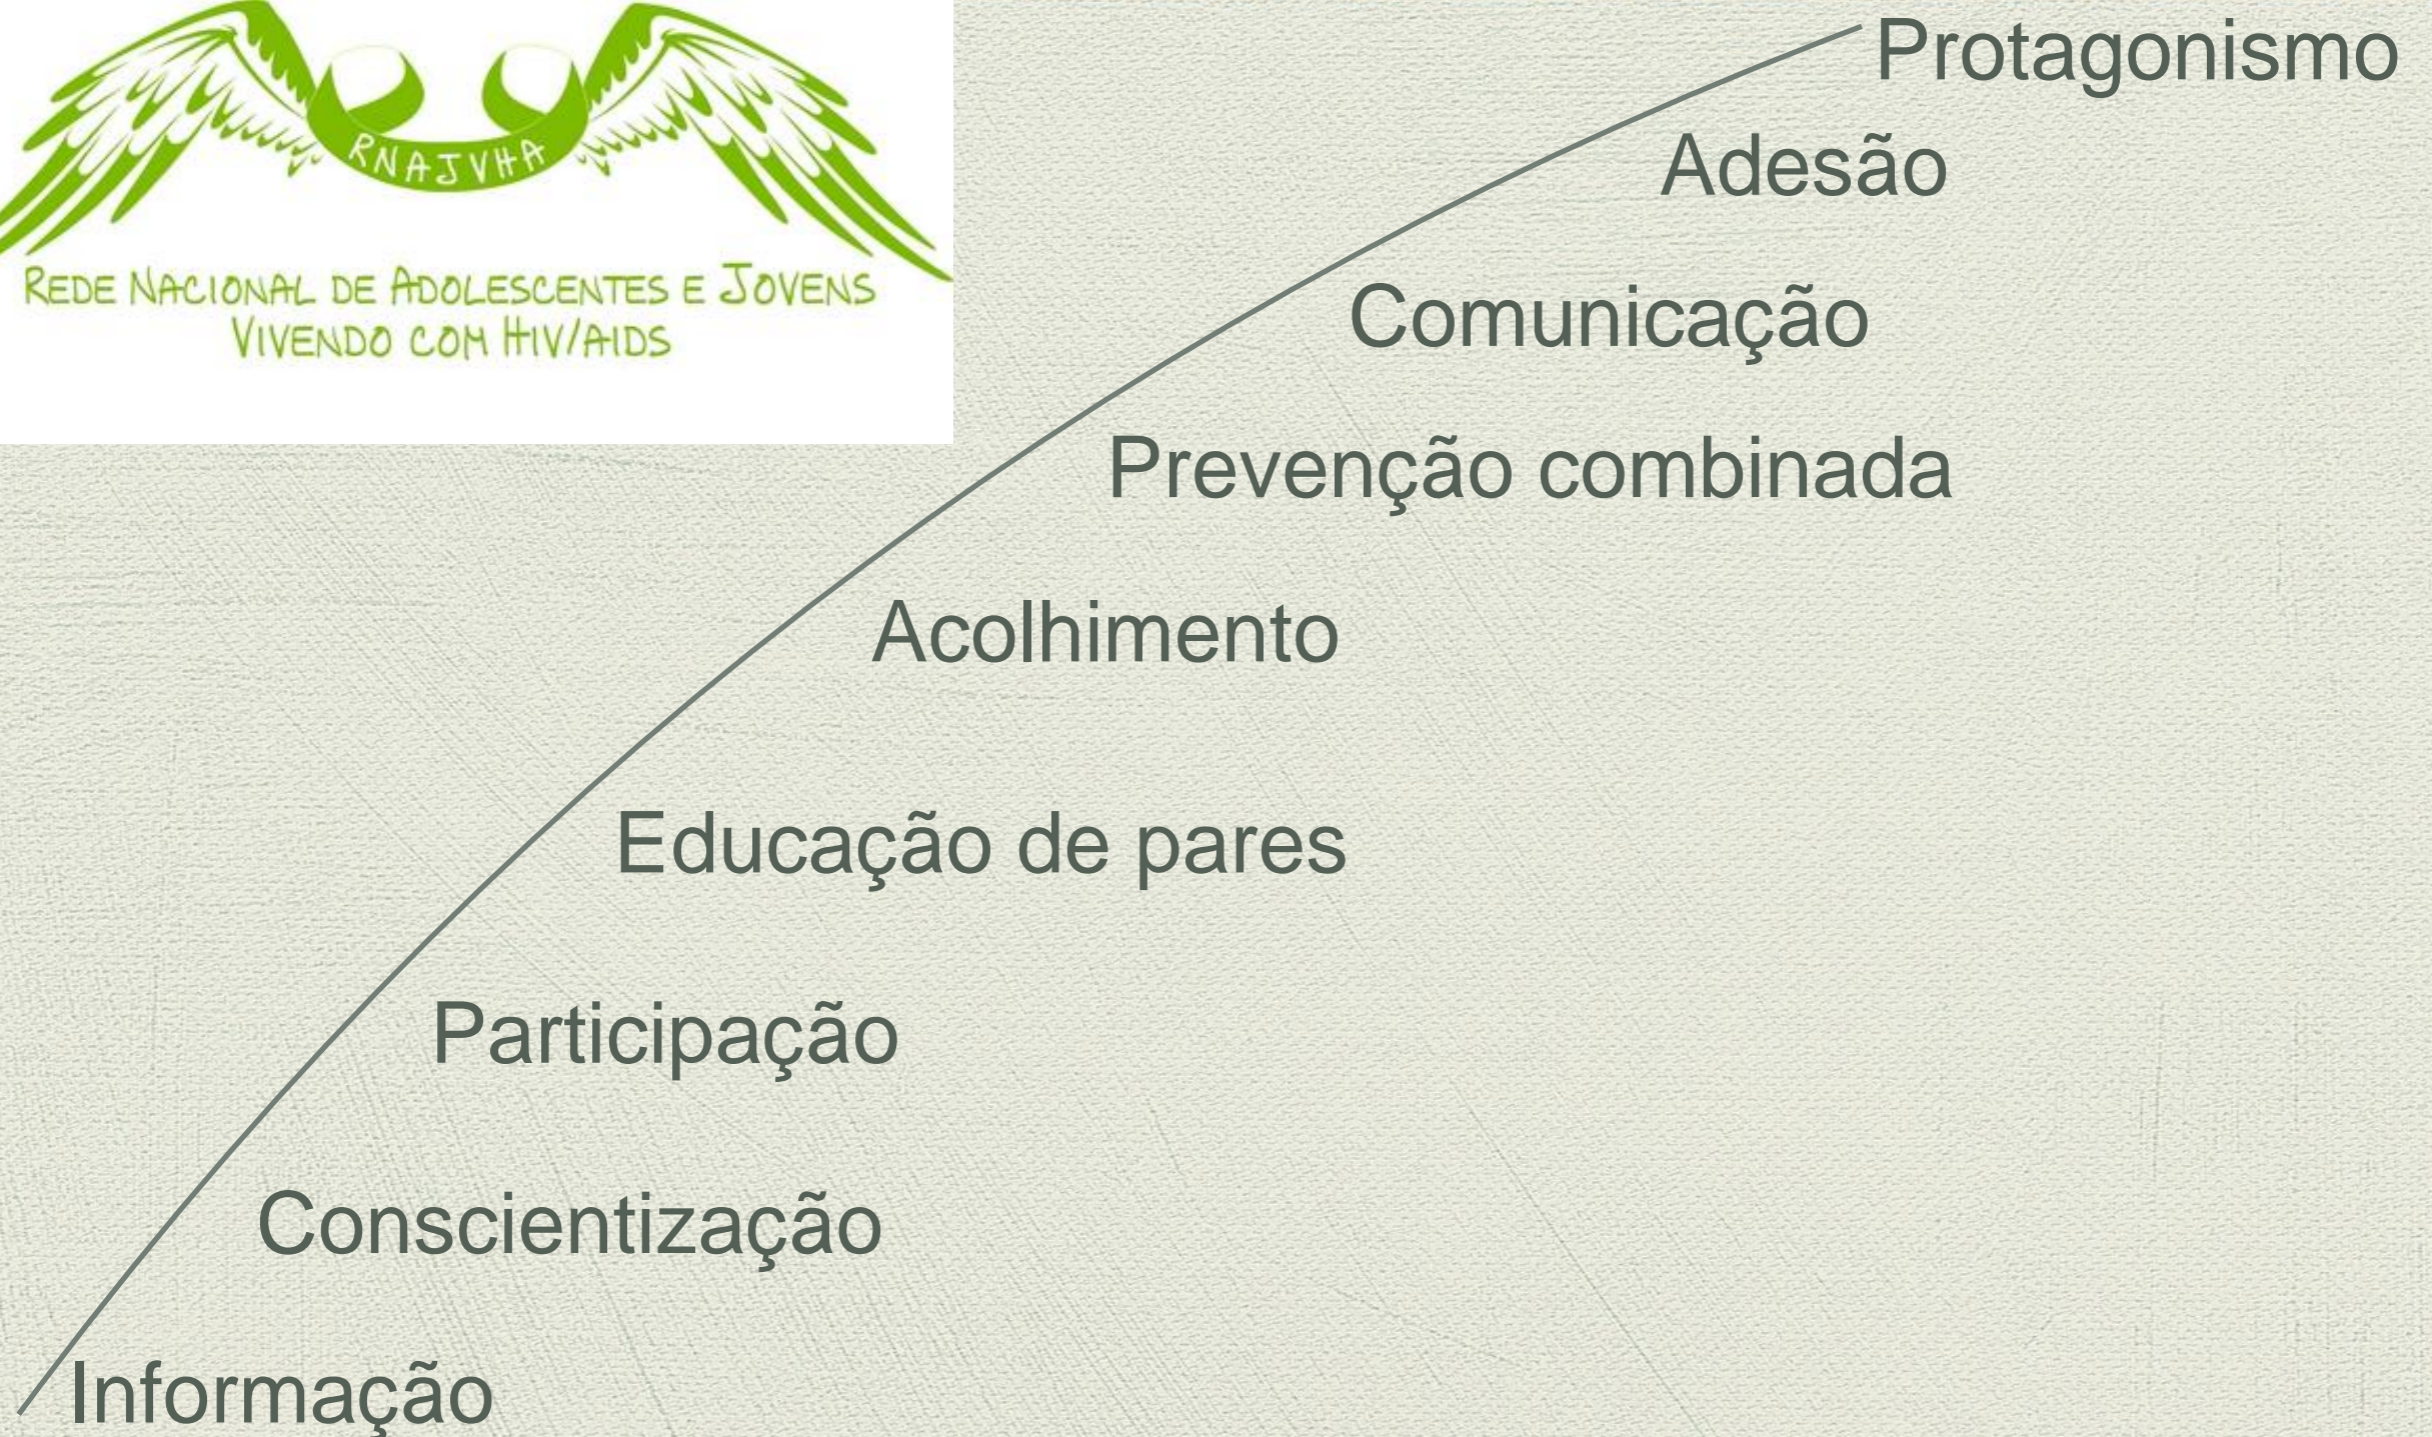 RNAJVHA
REDE NACIONAL DE ADOLESCENTES E JOVENS
VIVENDO COM HIV/AIDS
Protagonismo
Adesão
Comunicação
Prevenção combinada
Acolhimento
Educação de pares
Participação
Conscientização
Informação